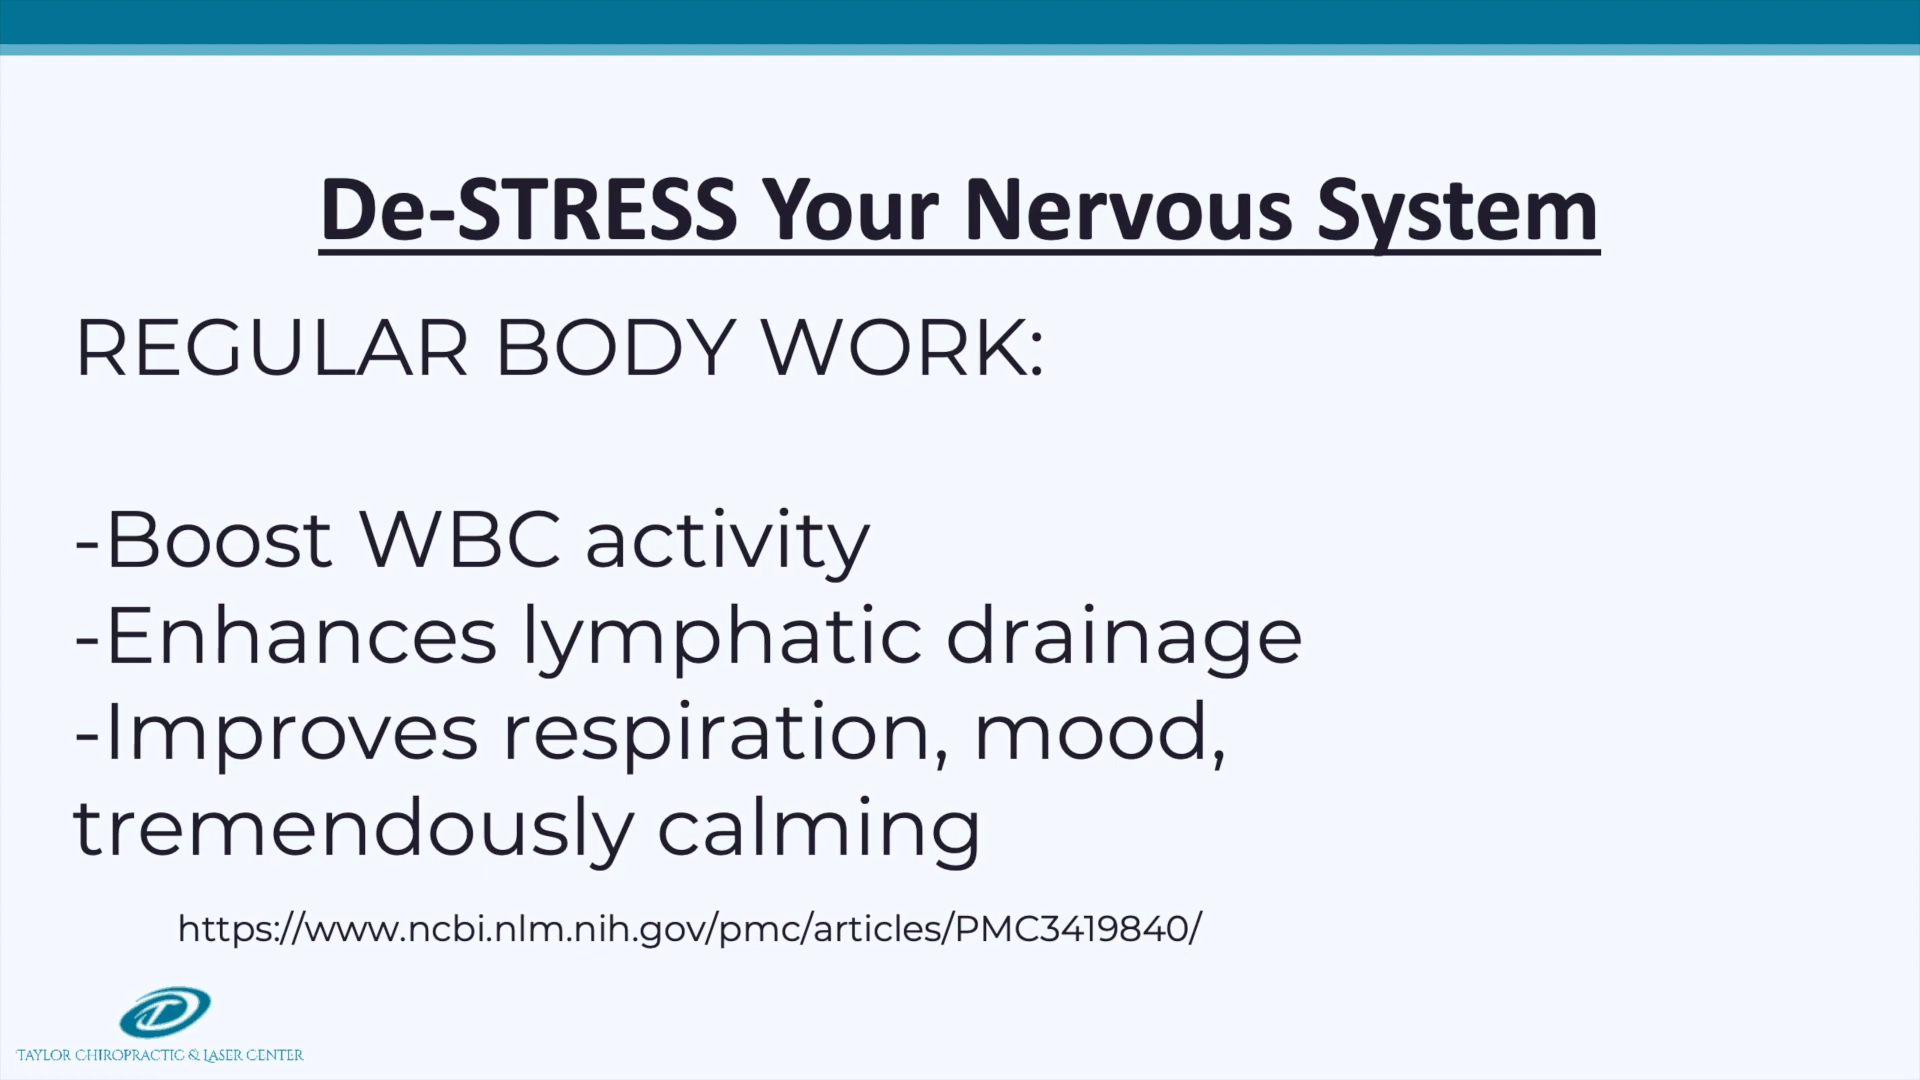 De-STRESS Your Nervous System
REGULAR BODY WORK:
-Boost WBC activity
-Enhances lymphatic drainage
-Improves respiration, mood,
tremendously calming
https://www.ncbi.nlm.nih.gov/pmc/articles/PMC3419840/
TAYLOR CHIROPRACTIC & LASER CENTER